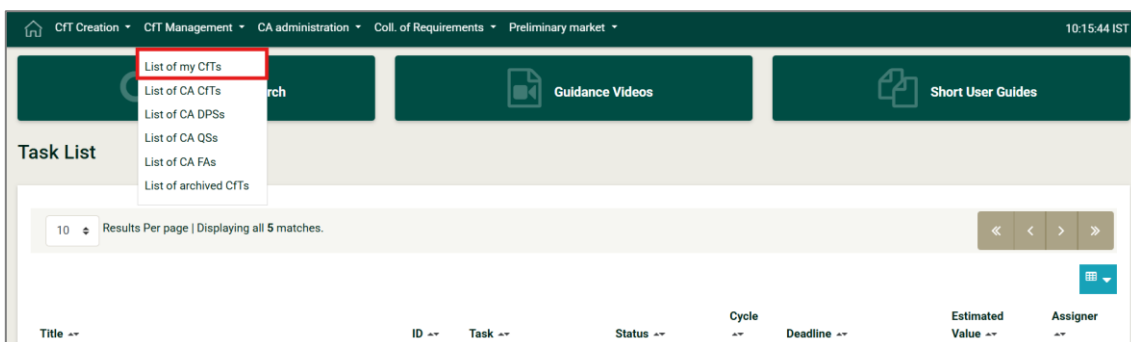 CfT Creation CfT Management CA administration Coll. of Requirements Preliminary market 10:15:44 IST
List of my CfTs
List of CA CfTs
List of CA DPSs
List of CA QSs
List of CA FAs
List of archived CfTs
Guidance Videos
Short User Guides
Task List
10 Results Per page | Displaying all 5 matches.
Title ID Task Status Cycle Deadline Estimated Value Assigner